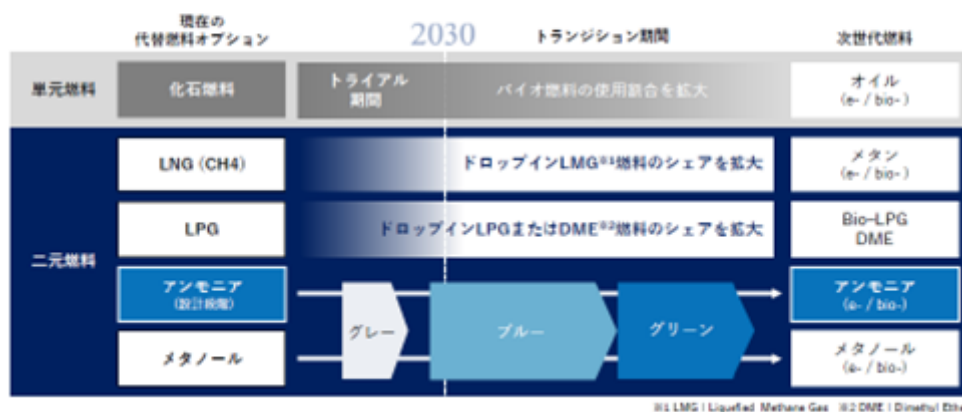 現在の
代替燃料オプション
2030
トランジション期間
次世代燃料
単元燃料
化石燃料
トライアル
期間
バイオ燃料の使用割合を拡大
オイル
(e- / bio-)
二元燃料
LNG (CH4)
ドロップインLMG※1燃料のシェアを拡大
メタン
(e- / bio-)
LPG
ドロップインLPGまたはDME※2燃料のシェアを拡大
Bio-LPG
DME
アンモニア
(設計段階)
グレー
ブルー
グリーン
アンモニア
(e- / bio-)
メタノール
メタノール
(e- / bio-)
※1 LMG | Liquefied Methane Gas ※2 DME | Dimethyl Ethe